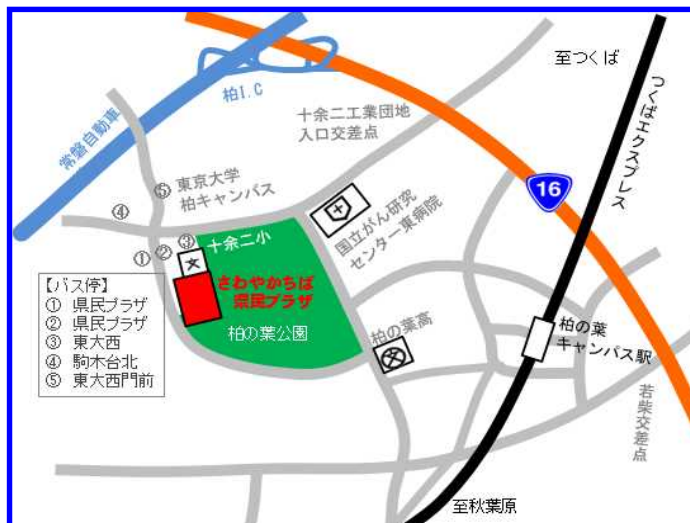 至つくば
つくばエクスプレス
柏I.C
常磐自動車
十余二工業団地
入口交差点
16
⑤ 東京大学
柏キャンパス
④
国立がん研究
センター東病院
① ② ③ 十余二小
さわやかちば
県民プラザ
柏の葉公園
柏の葉高
柏の葉
キャンパス駅
若柴交差点
【バス停】
① 県民プラザ
② 県民プラザ
③ 東大西
④ 駒木台北
⑤ 東大西門前
至秋葉原